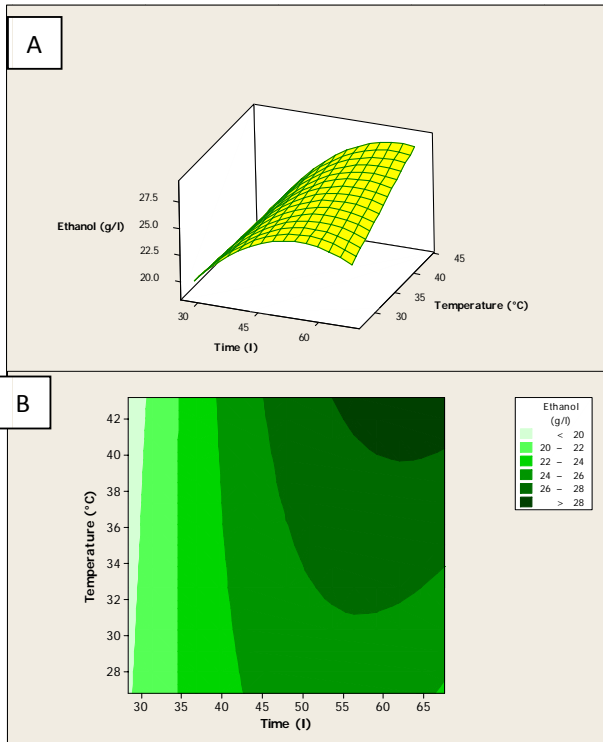 A
27.5
Ethanol (g/l)
25.0
22.5
20.0
30
45
60
Time (I)
30
35
40
45
Temperature (°C)
B
42
40
38
36
34
32
30
28
Temperature (°C)
30 35 40 45 50 55 60 65
Time (I)
Ethanol
(g/l)
< 20
20 – 22
22 – 24
24 – 26
26 – 28
> 28